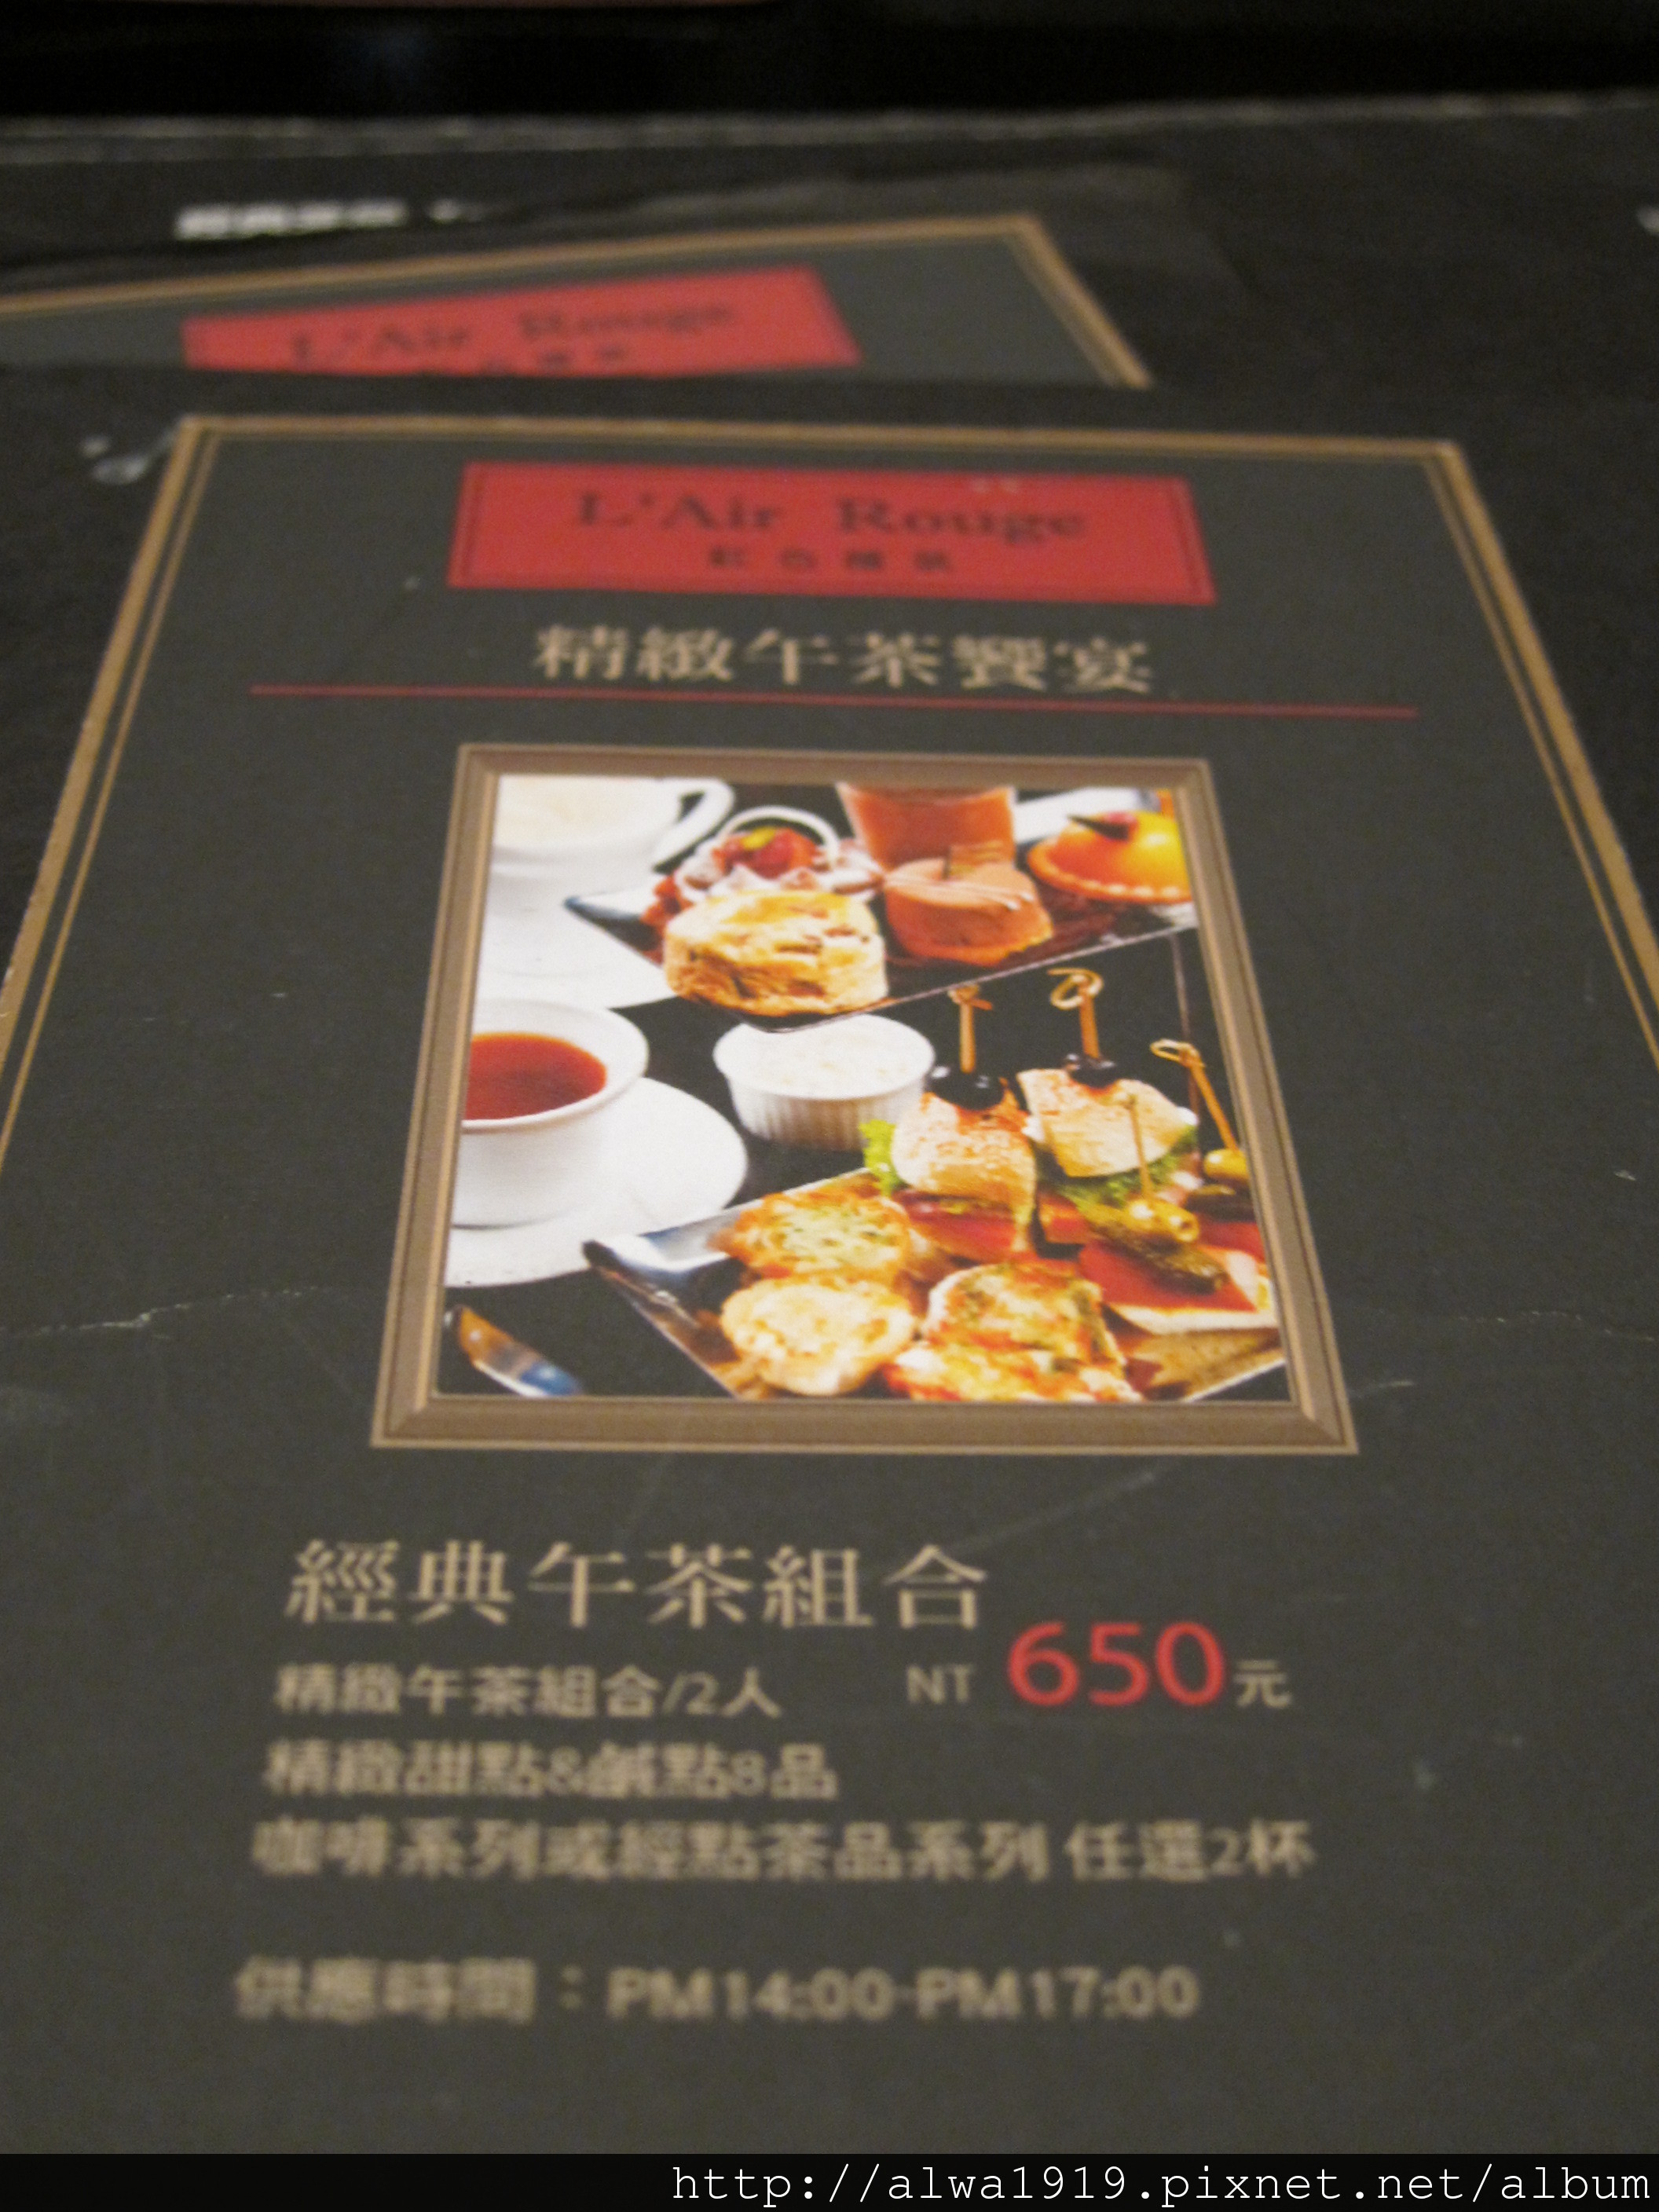 L'Air Rouge
L'Air Rouge
精緻午茶饗宴
經典午茶組合
精緻午茶組合/2人 NT 650元
精緻甜點&鹹點8品
咖啡系列或經點茶品系列 任選2杯
供應時間：PM14:00-PM17:00
http://alwa1919.pixnet.net/album